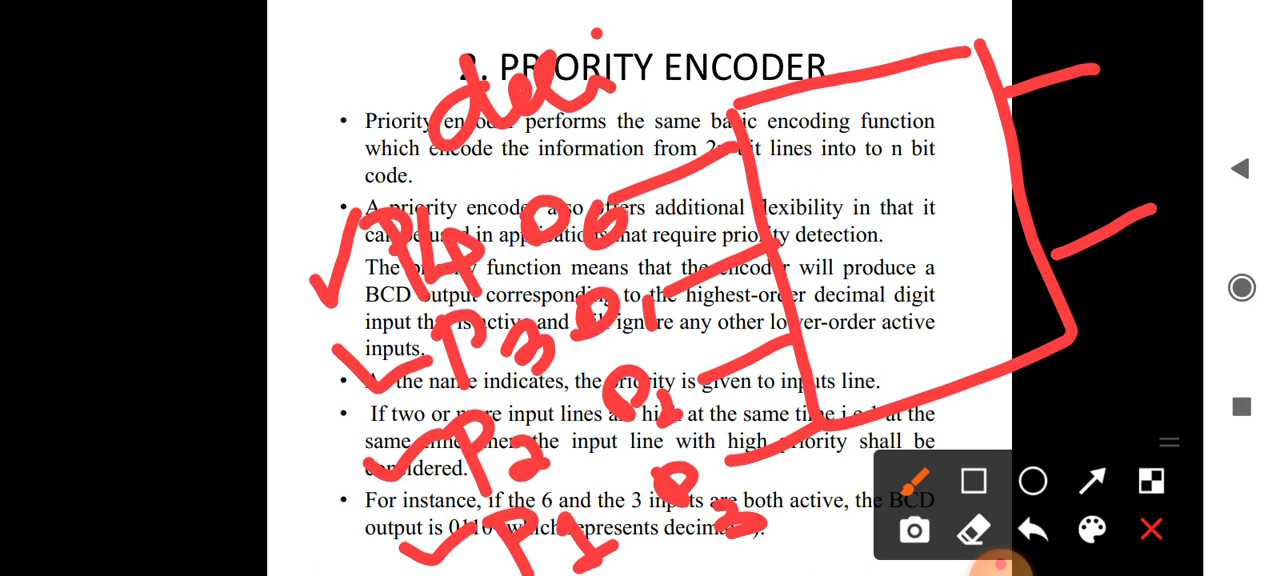 2. PRIORITY ENCODER
deci
• Priority encoder performs the same basic encoding function
which encode the information from 2n bit lines into to n bit
code.
• A priority encoder also offers additional flexibility in that it
can be used in applications that require priority detection.
The priority function means that the encoder will produce a
BCD output corresponding to the highest-order decimal digit
input that is active and will ignore any other lower-order active
inputs.
• As the name indicates, the priority is given to inputs line.
• If two or more input lines are high at the same time i.e 1 at the
same time, then the input line with high priority shall be
considered.
• For instance, if the 6 and the 3 inputs are both active, the BCD
output is 0110 (which represents decimal
P4
P3
P2
P1